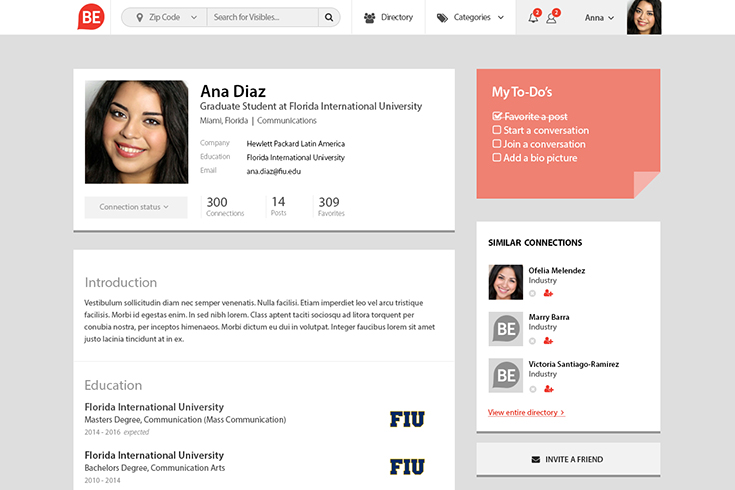 BE
Zip Code
Search for Visibles...
Directory
Categories
2
2
Anna
Ana Diaz
Graduate Student at Florida International University
Miami, Florida | Communications
Company Hewlett Packard Latin America
Education Florida International University
Email ana.diaz@fiu.edu
Connection status
300 14 309
Connections Posts Favorites
My To-Do's
Favorite a post
Start a conversation
Join a conversation
Add a bio picture
Introduction
Vestibulum sollicitudin diam nec semper venenatis. Nulla facilisi. Etiam imperdiet leo vel arcu tristique
facilisis. Morbi id egestas enim. In sed nibh lorem. Class aptent taciti sociosqu ad litora torquent per
conubia nostra, per inceptos himenaeos. Morbi dictum eu dui in volutpat. Integer faucibus lorem sit amet
justo lacinia tincidunt at in ex.
Education
Florida International University
Masters Degree, Communication (Mass Communication)
2014 - 2016 expected
FIU
Florida International University
Bachelors Degree, Communication Arts
2010 - 2014
FIU
SIMILAR CONNECTIONS
Ofelia Melendez
Industry
BE
Marry Barra
Industry
BE
Victoria Santiago-Ramirez
Industry
View entire directory >
INVITE A FRIEND